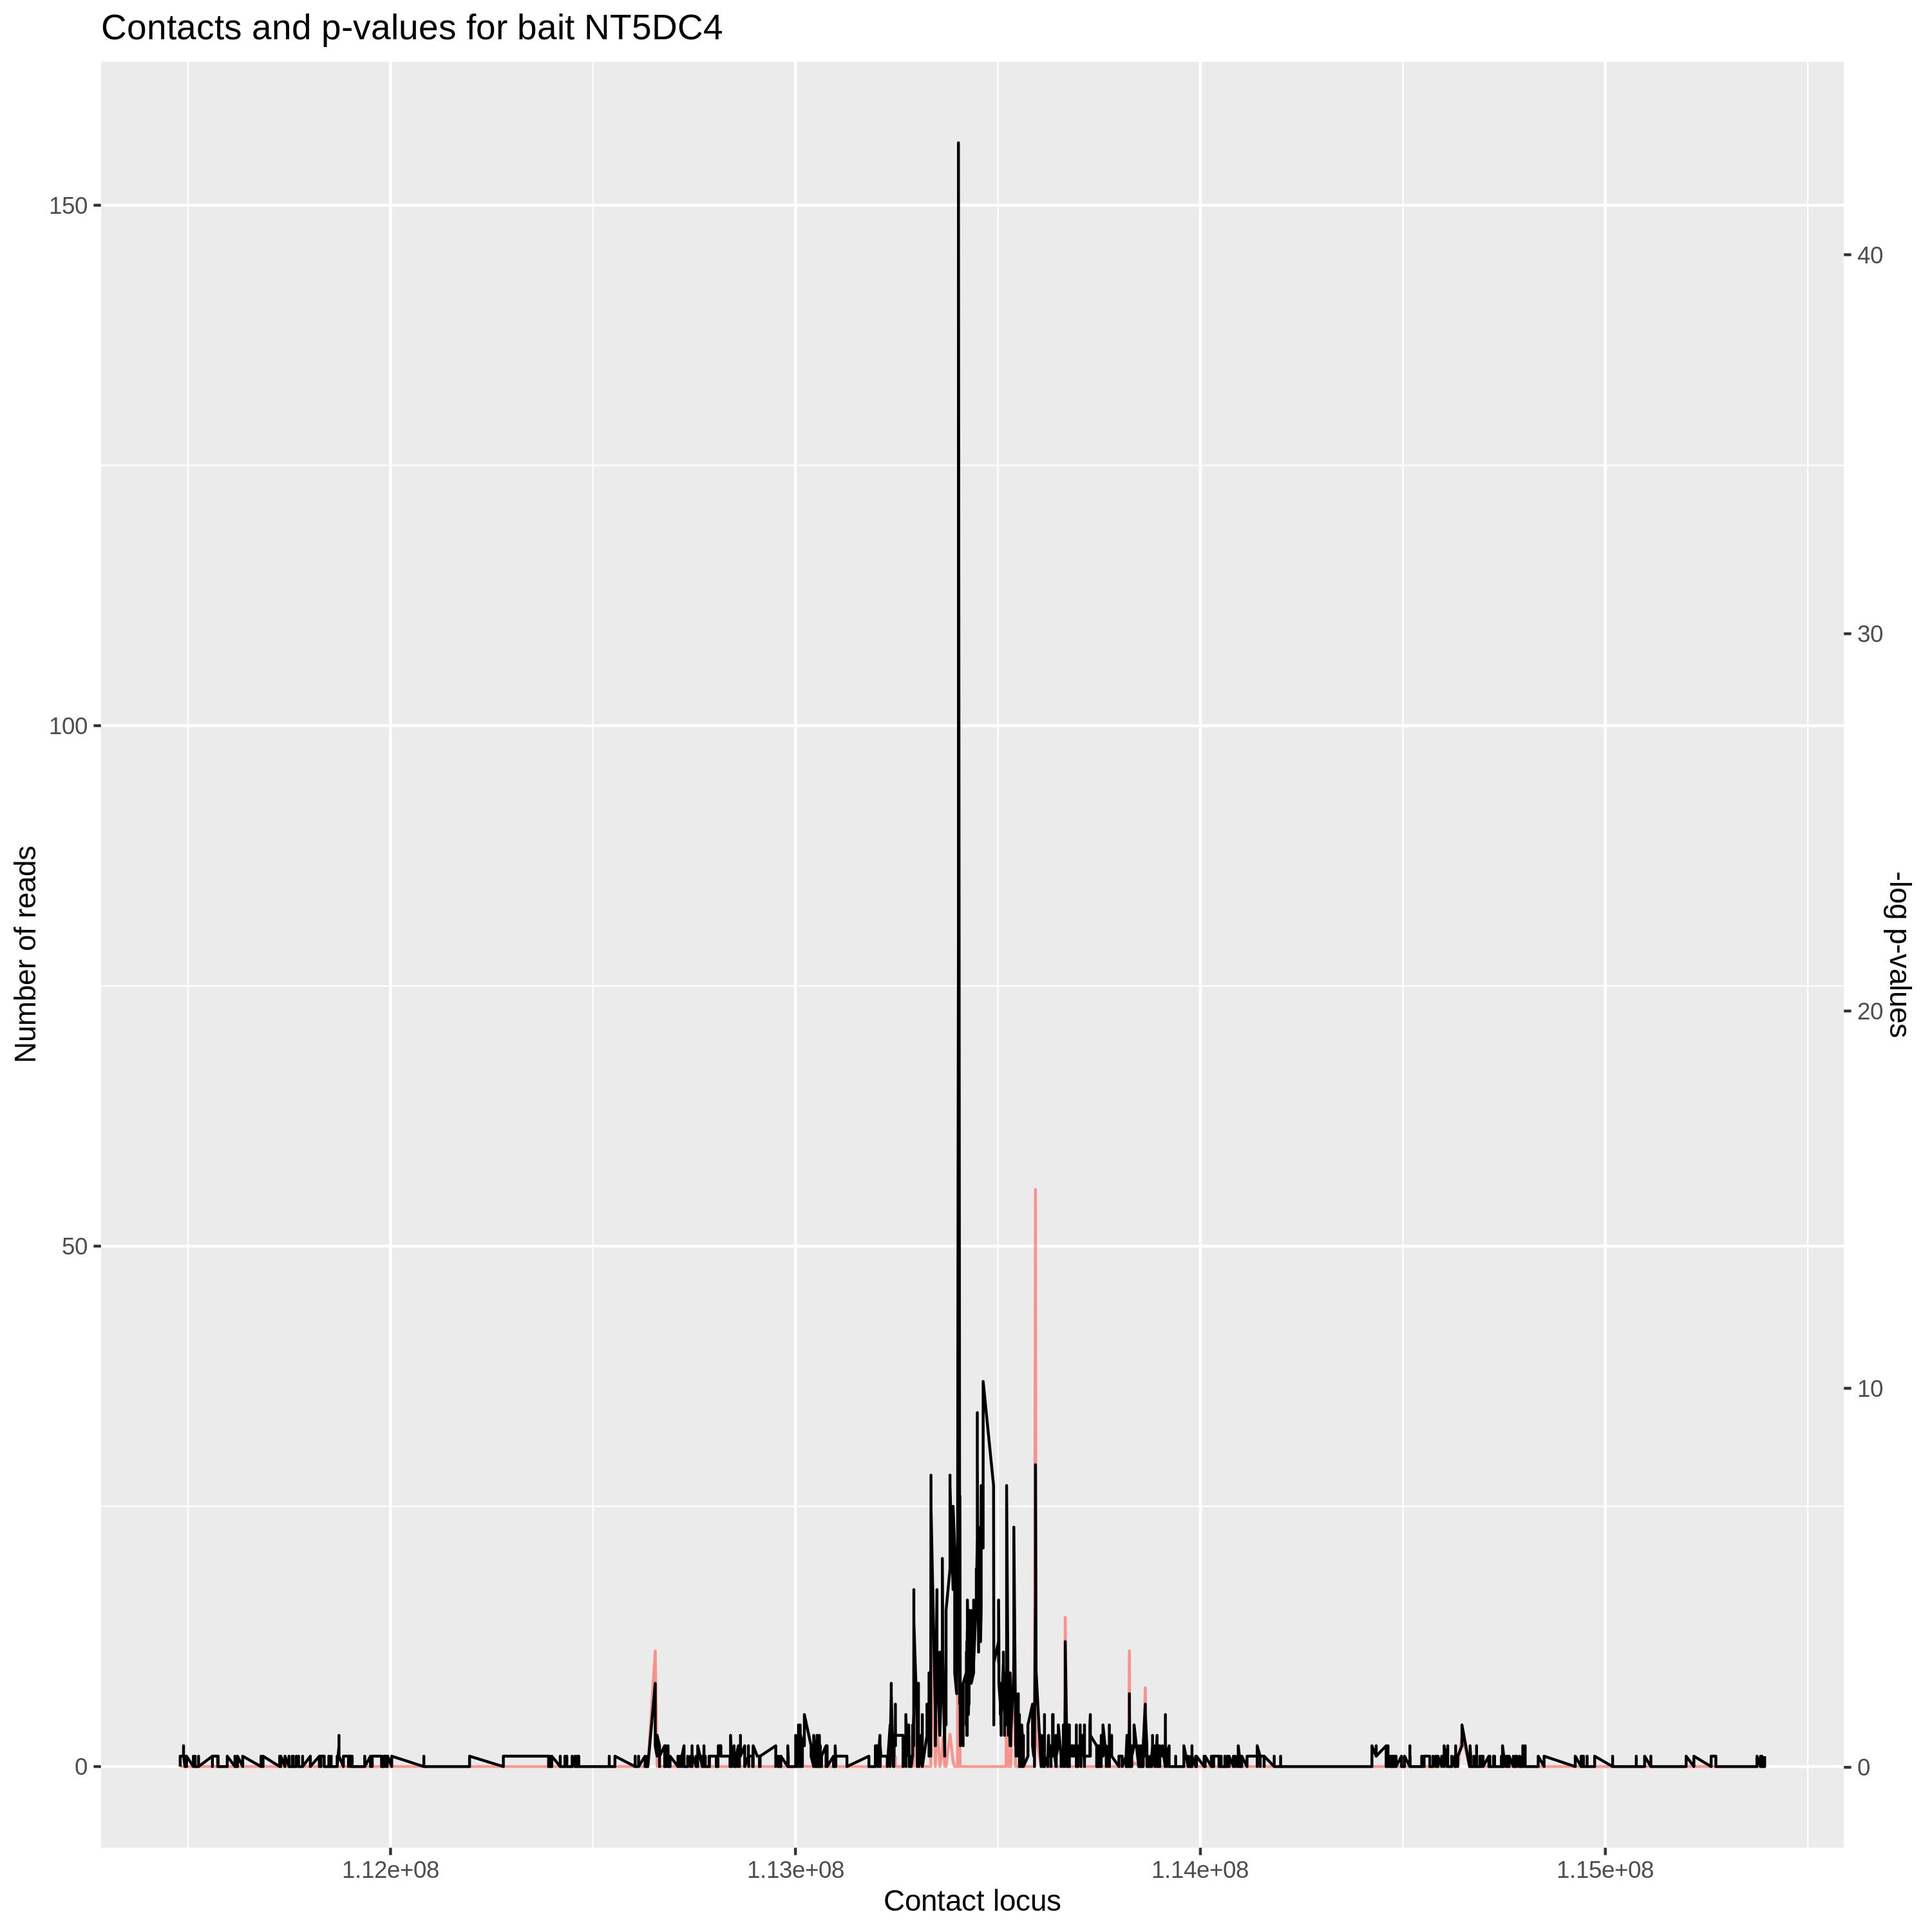 Contacts and p-values for bait NT5DC4
150
100
50
0
Number of reads
40
30
20
10
0
-log p-values
1.12e+08
1.13e+08
1.14e+08
1.15e+08
Contact locus